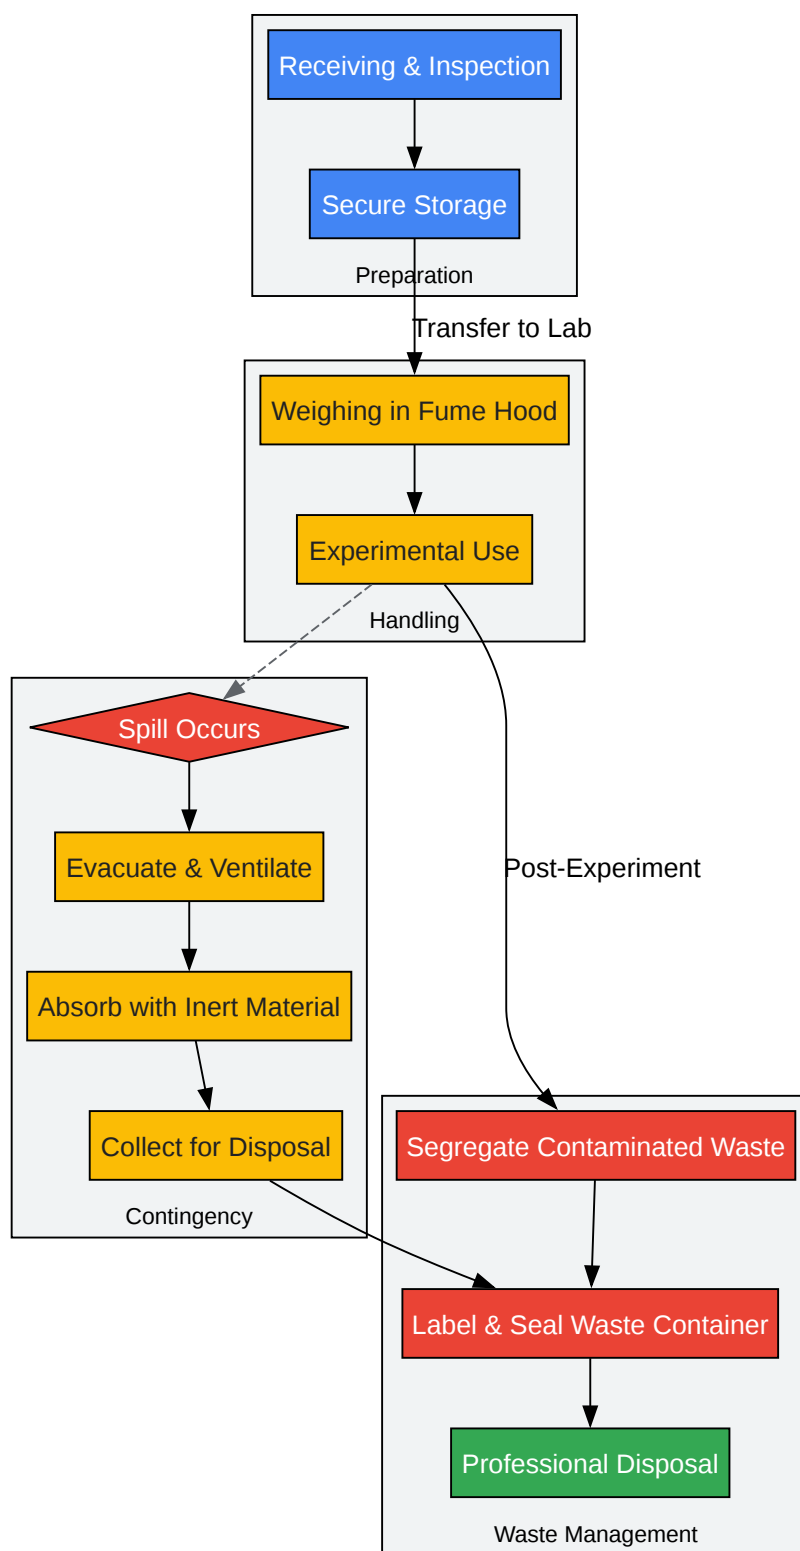 Receiving & Inspection
Secure Storage
Preparation
Transfer to Lab
Weighing in Fume Hood
Experimental Use
Handling
Spill Occurs
Evacuate & Ventilate
Post-Experiment
Absorb with Inert Material
Collect for Disposal
Segregate Contaminated Waste
Contingency
Label & Seal Waste Container
Professional Disposal
Waste Management